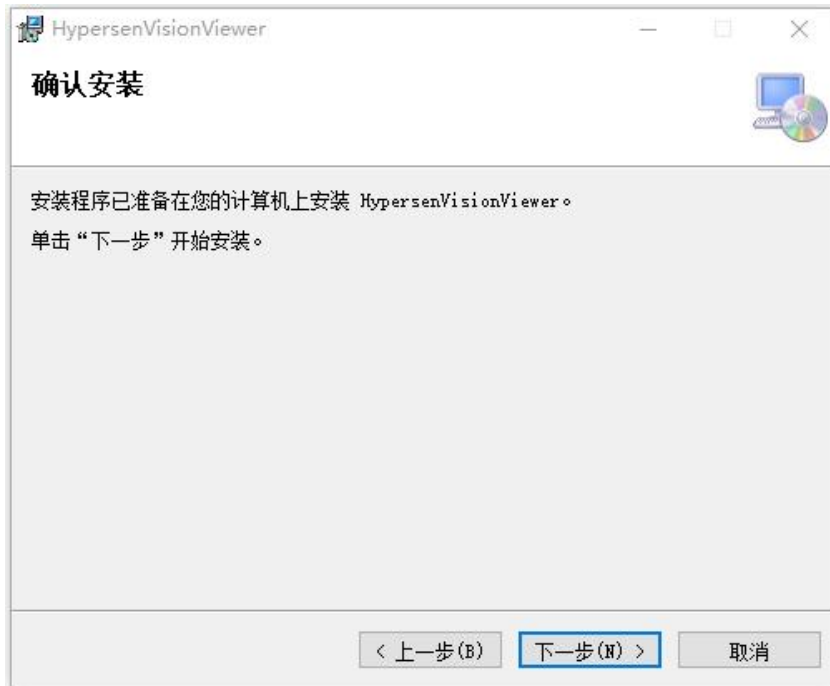 HypersenVisionViewer
确认安装
安装程序已准备在您的计算机上安装 HypersenVisionViewer。
单击“下一步”开始安装。
< 上一步(B)
下一步(N) >
取消